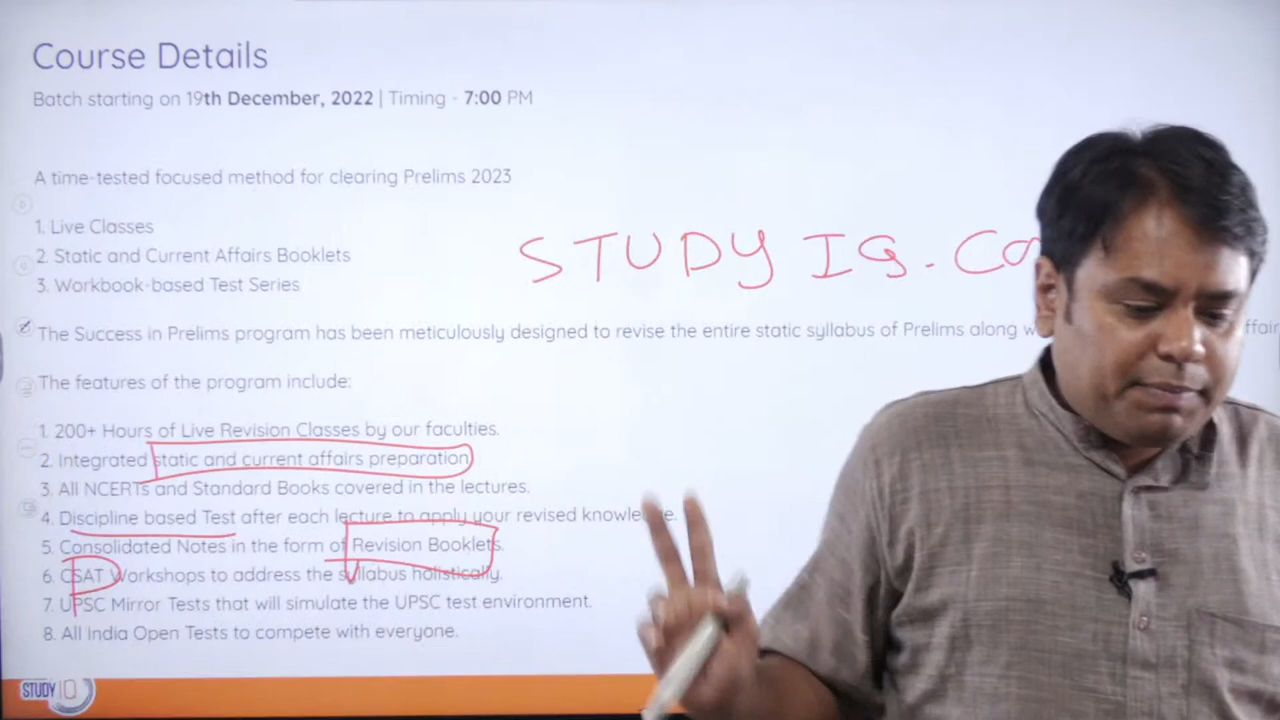 Course Details
Batch starting on 19th December, 2022 | Timing - 7:00 PM
A time-tested focused method for clearing Prelims 2023
1. Live Classes
2. Static and Current Affairs Booklets
3. Workbook-based Test Series
STUDY IQ. Co
The Success in Prelims program has been meticulously designed to revise the entire static syllabus of Prelims along
The features of the program include:
1. 200+ Hours of Live Revision Classes by our faculties.
2. Integrated static and current affairs preparation
3. All NCERTs and Standard Books covered in the lectures.
4. Discipline based Test after each lecture to apply your revised knowledge.
5. Consolidated Notes in the form of Revision Booklets.
6. CSAT Workshops to address the syllabus holistically.
P
7. UPSC Mirror Tests that will simulate the UPSC test environment.
8. All India Open Tests to compete with everyone.
STUDY IQ